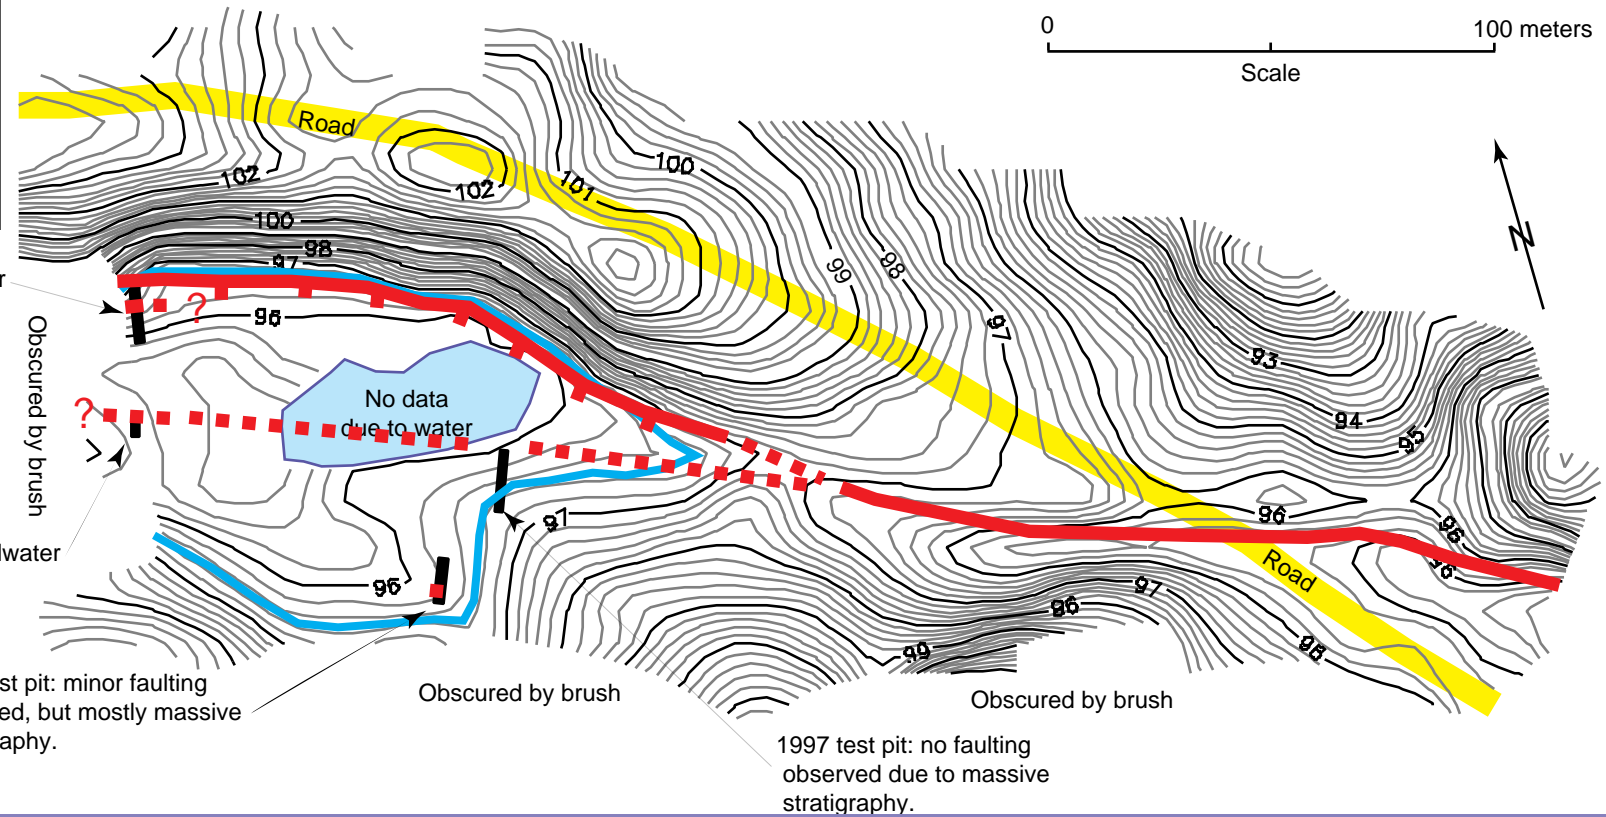 0
100 meters
Scale
Road
102
102
101
100
100
98
97
99
98
97
N
r
?
96
Obscured by brush
No data
due to water
?
93
94
95
97
96
96
96
lwater
96
Road
97
96
99
98
st pit: minor faulting
ed, but mostly massive
aphy.
Obscured by brush
Obscured by brush
1997 test pit: no faulting
observed due to massive
stratigraphy.